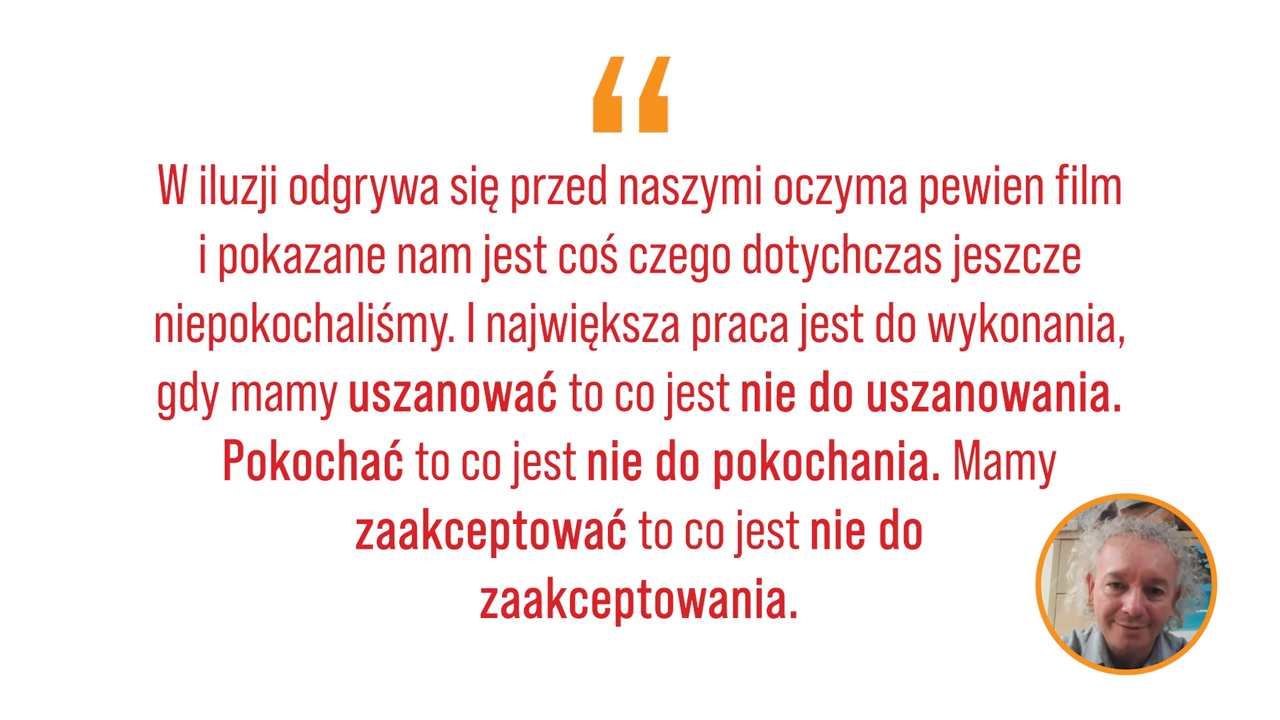 “
W iluzji odgrywa się przed naszymi oczyma pewien film
i pokazane nam jest coś czego dotychczas jeszcze
niepokochaliśmy. I największa praca jest do wykonania,
gdy mamy uszanować to co jest nie do uszanowania.
Pokochać to co jest nie do pokochania. Mamy
zaakceptować to co jest nie do
zaakceptowania.